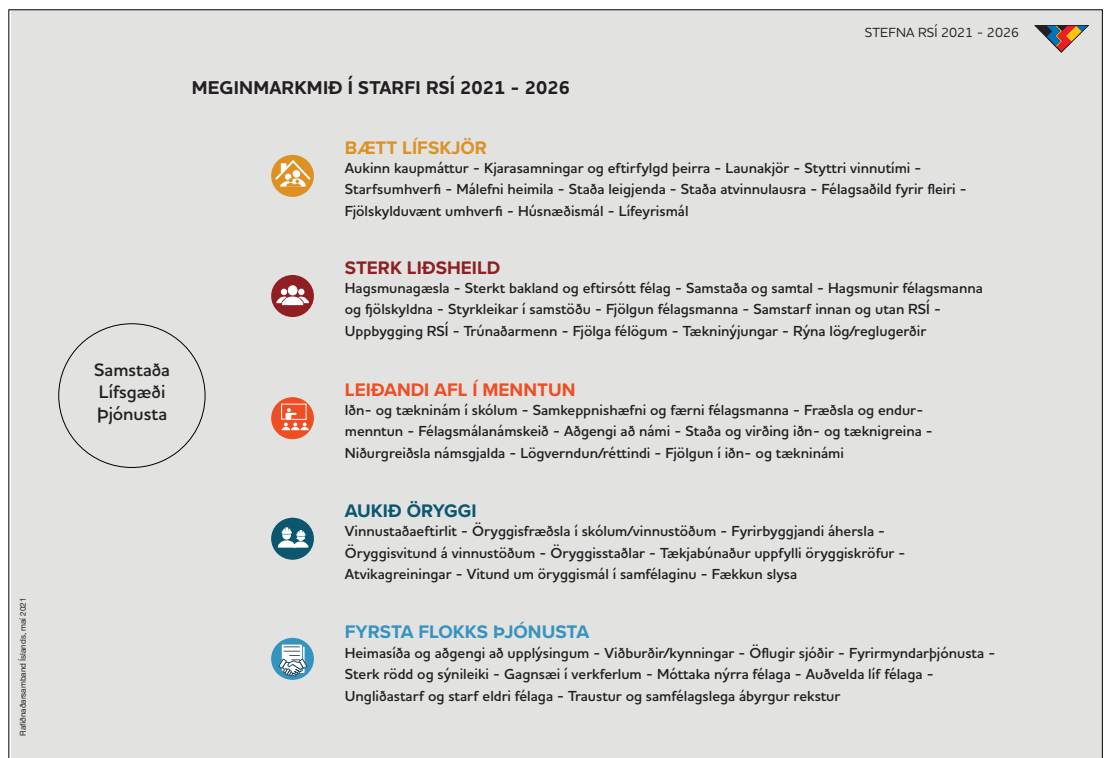 STEFNA RSÍ 2021 - 2026
MEGINMARKMIÐ Í STARFI RSÍ 2021 - 2026
BÆTT LÍFSKJÖR
Aukinn kaupmáttur - Kjarasamningar og eftirfylgd þeirra - Launakjör - Styttri vinnutími -
Starfsumhverfi - Málefni heimila - Staða leigjenda - Staða atvinnulausra - Félagsaðild fyrir fleiri -
Fjölskylduvænt umhverfi - Húsnæðismál - Lífeyrismál
STERK LIÐSHEILD
Hagsmunagæsla - Sterkt bakland og eftirsótt félag - Samstaða og samtal - Hagsmunir félagsmanna
og fjölskyldna - Styrkleikar í samstöðu - Fjölgun félagsmanna - Samstarf innan og utan RSÍ -
Uppbygging RSÍ - Trúnaðarmenn - Fjölga félögum - Tækninýjungar - Rýna lög/reglugerðir
Samstaða
Lífsgæði
Þjónusta
LEIÐANDI AFL Í MENNTUN
Iðn- og tækninám í skólum - Samkeppnishæfni og færni félagsmanna - Fræðsla og endur-
menntun - Félagsmálanámskeið - Aðgengi að námi - Staða og virðing iðn- og tæknigreina -
Niðurgreiðsla námsgjalda - Lögverndun/réttindi - Fjölgun í iðn- og tækninámi
AUKIÐ ÖRYGGI
Vinnustaðaeftirlit - Öryggisfræðsla í skólum/vinnustöðum - Fyrirbyggjandi áhersla -
Öryggisvitund á vinnustöðum - Öryggisstaðlar - Tækjabúnaður uppfylli öryggiskröfur -
Atvikagreiningar - Vitund um öryggismál í samfélaginu - Fækkun slysa
FYRSTA FLOKKS ÞJÓNUSTA
Heimasíða og aðgengi að upplýsingum - Viðburðir/kynningar - Öflugir sjóðir - Fyrirmyndarþjónusta -
Sterk rödd og sýnileiki - Gagnsæi í verkferlum - Móttaka nýrra félaga - Auðvelda líf félaga -
Ungliðastarf og starf eldri félaga - Traustur og samfélagslega ábyrgur rekstur
Rafiðnaðarsamband Íslands, maí 2021